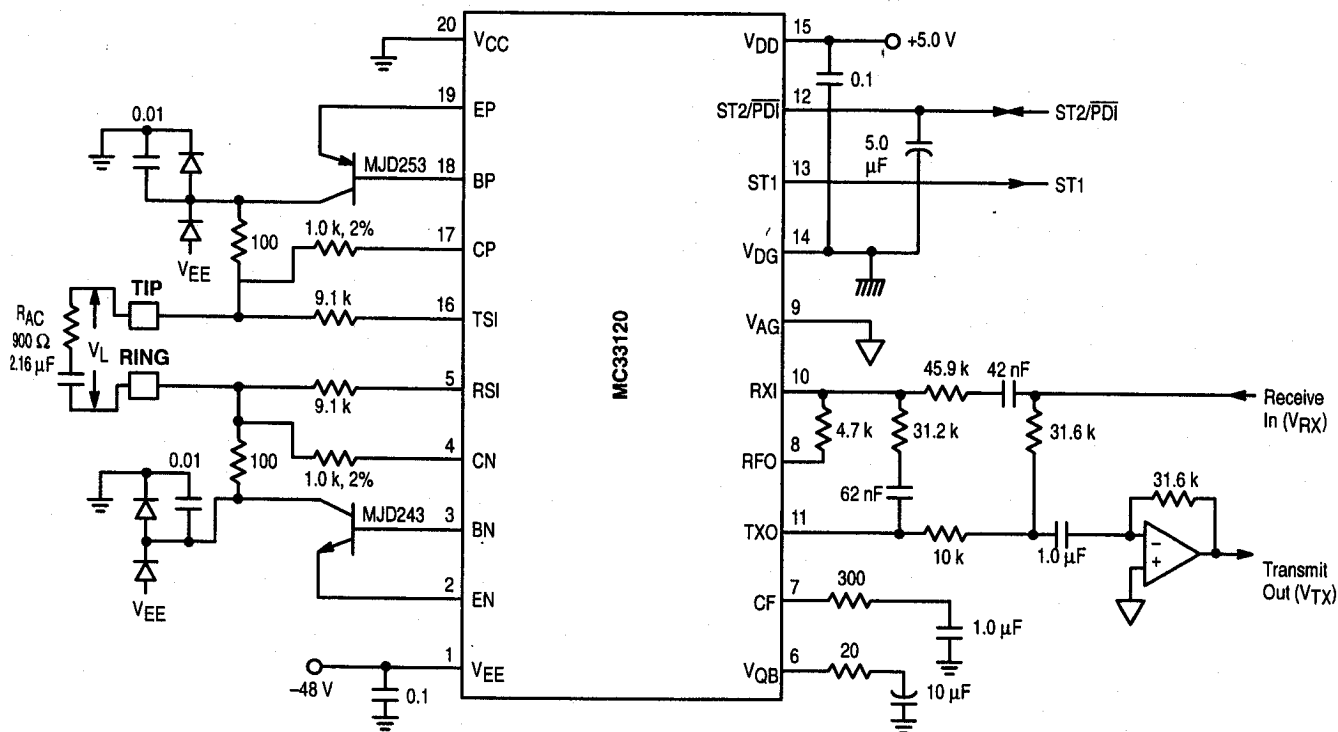 20
VCC
15
VDD
+5.0 V
0.1
19
EP
12
ST2/PDI
ST2/PDI
0.01
5.0
µF
MJD253
18
BP
13
ST1
ST1
100
1.0 k, 2%
17
CP
14
VDG
VEE
TIP
9.1 k
16
TSI
MC33120
9
VAG
RAC
900 Ω
2.16 µF
VL
RING
5
RSI
9.1 k
10
RXI
45.9 k
42 nF
Receive
In (VRX)
4.7 k
31.2 k
31.6 k
8
RFO
0.01
100
4
CN
1.0 k, 2%
62 nF
31.6 k
MJD243
3
BN
11
TXO
10 k
1.0 µF
−
+
Transmit
Out (VTX)
VEE
2
EN
7
CF
300
1.0 µF
–48 V
1
VEE
0.1
6
VQB
20
10 µF